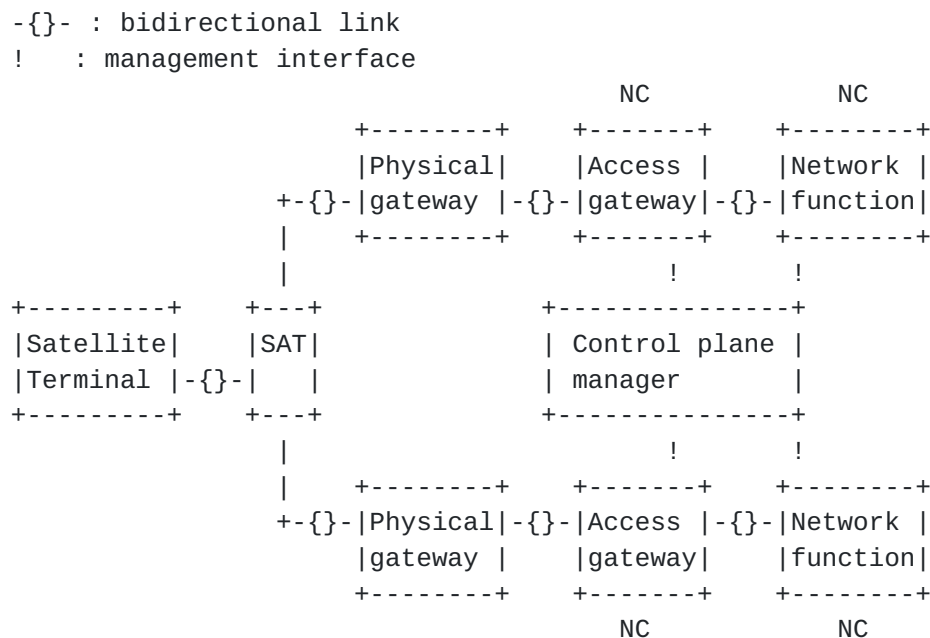 -{}- : bidirectional link
!   : management interface
                                       NC            NC
                      +--------+    +-------+    +--------+
                      |Physical|    |Access |    |Network |
                 +-{}-|gateway |-{}-|gateway|-{}-|function|
                 |    +--------+    +-------+    +--------+
                 |                        !       !
+---------+    +---+              +---------------+
|Satellite|    |SAT|              | Control plane |
|Terminal |-{}-|   |              | manager       |
+---------+    +---+              +---------------+
                 |                        !       !
                 |    +--------+    +-------+    +--------+
                 +-{}-|Physical|-{}-|Access |-{}-|Network |
                      |gateway |    |gateway|    |function|
                      +--------+    +-------+    +--------+
                                       NC            NC